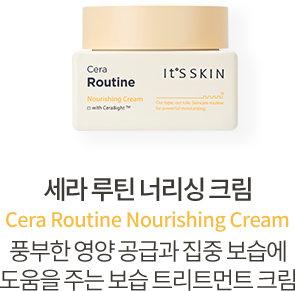 Cera
Routine
It'S SKIN
Nourishing Cream
with CeraLight™
세라 루틴 너리싱 크림
Cera Routine Nourishing Cream
풍부한 영양 공급과 집중 보습에
도움을 주는 보습 트리트먼트 크림